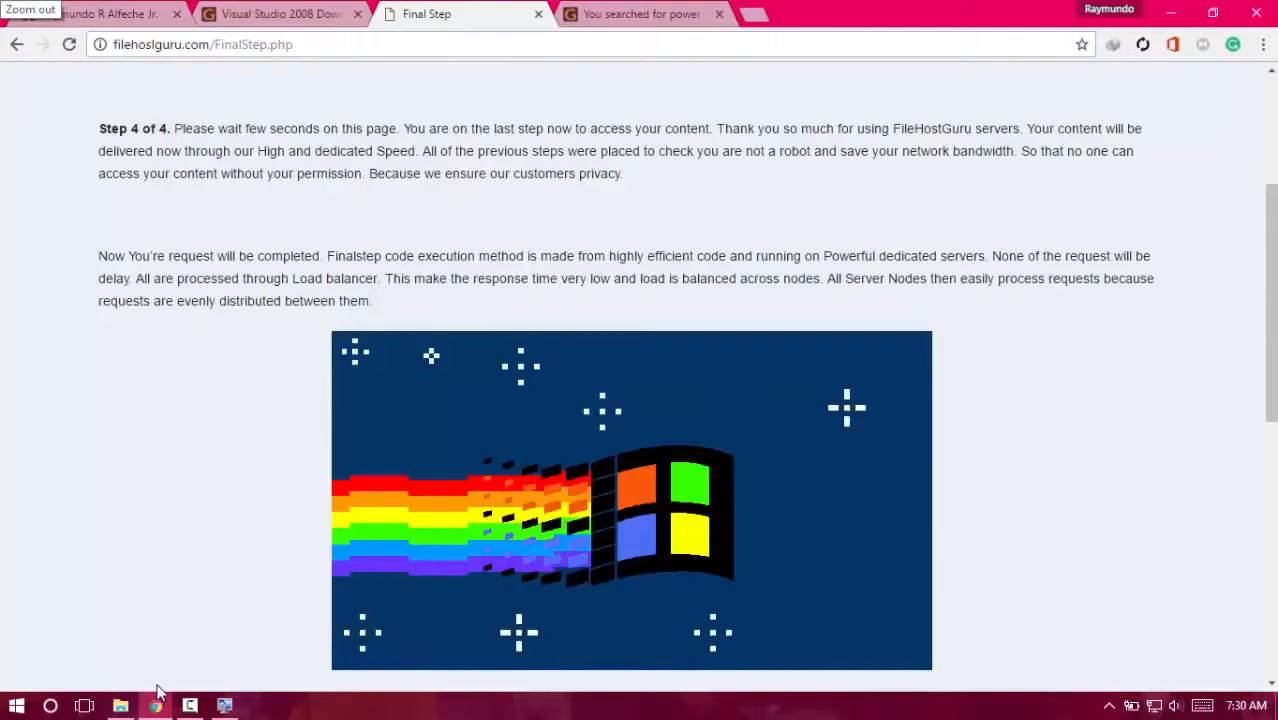 Zoom out
mundo R Alfeche Jr.
Visual Studio 2008 Dow
Final Step
You searched for power
Raymundo
filehoslguru.com/FinalStep.php
Step 4 of 4. Please wait few seconds on this page. You are on the last step now to access your content. Thank you so much for using FileHostGuru servers. Your content will
be delivered now through our High and dedicated Speed. All of the previous steps were placed to check you are not a robot and save your network bandwidth. So that no one can
access your content without your permission. Because we ensure our customers privacy.
Now You're request will be completed. Finalstep code execution method is made from highly efficient code and running on Powerful dedicated servers. None of the request will be
delay. All are processed through Load balancer. This make the response time very low and load is balanced across nodes. All Server Nodes then easily process requests because
requests are evenly distributed between them.
7:30 AM